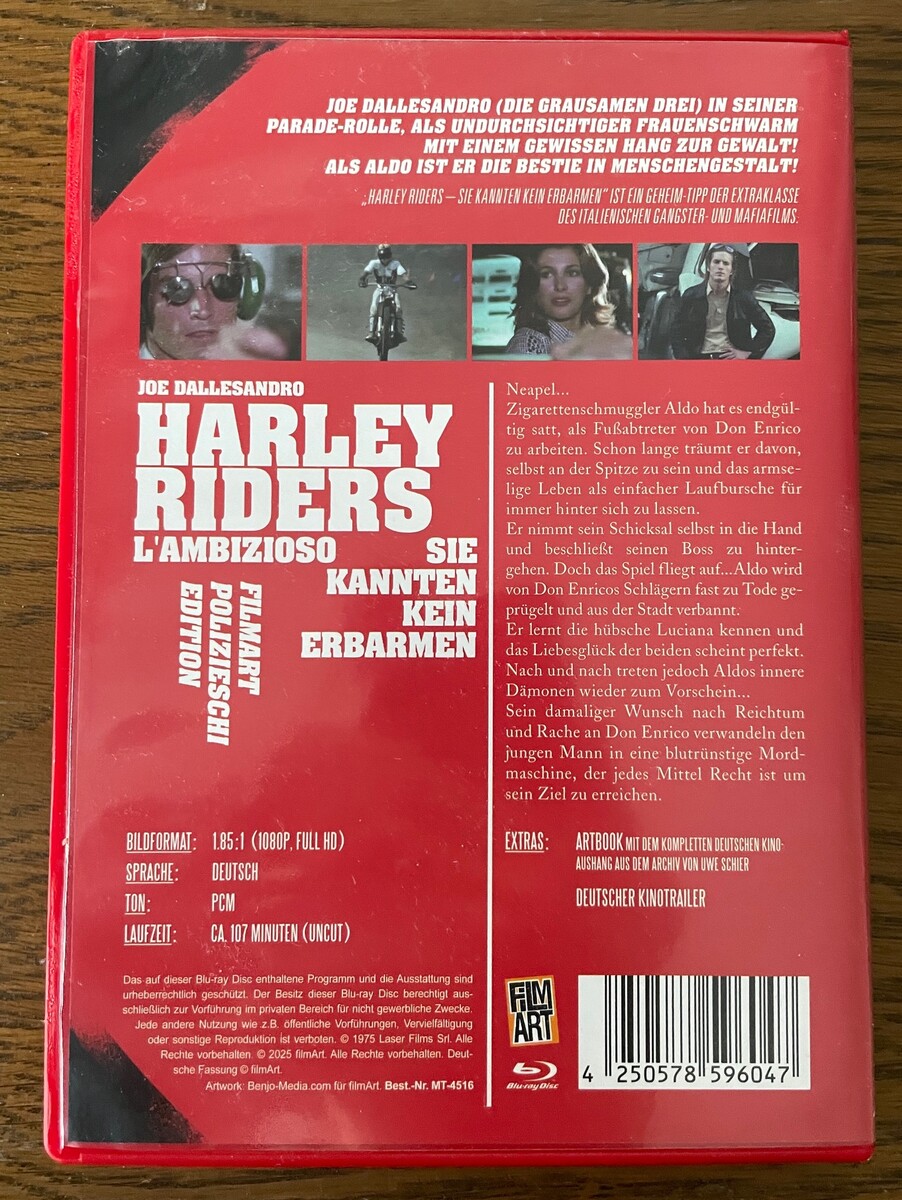 JOE DALLESANDRO (DIE GRAUSAMEN DREI) IN SEINER
PARADE-ROLLE, ALS UNDURCHSICHTIGER FRAUENSCHWARM
MIT EINEM GEWISSEN HANG ZUR GEWALT!
ALS ALDO IST ER DIE BESTIE IN MENSCHENGESTALT!
„HARLEY RIDERS – SIE KANNTEN KEIN ERBARMEN" IST EIN GEHEIM-TIPP DER EXTRAKLASSE
DES ITALIENISCHEN GANGSTER- UND MAFIAFILMS.
JOE DALLESANDRO
HARLEY
RIDERS
L'AMBIZIOSO
SIE
KANNTEN
KEIN
ERBARMEN
FILMART
POLIZIESCHI
EDITION
Neapel...
Zigarettenschmuggler Aldo hat es endgül-
tig satt, als Fußabtreter von Don Enrico
zu arbeiten. Schon lange träumt er davon,
selbst an der Spitze zu sein und das armse-
lige Leben als einfacher Laufbursche für
immer hinter sich zu lassen.
Er nimmt sein Schicksal selbst in die Hand
und beschließt seinen Boss zu hinter-
gehen. Doch das Spiel fliegt auf...Aldo wird
von Don Enricos Schlägern fast zu Tode ge-
prügelt und aus der Stadt verbannt.
Er lernt die hübsche Luciana kennen und
das Liebesglück der beiden scheint perfekt.
Nach und nach treten jedoch Aldos innere
Dämonen wieder zum Vorschein...
Sein damaliger Wunsch nach Reichtum
und Rache an Don Enrico verwandeln den
jungen Mann in eine blutrünstige Mord-
maschine, der jedes Mittel Recht ist um
sein Ziel zu erreichen.
BILDFORMAT: 1.85:1 (1080P, FULL HD)
SPRACHE: DEUTSCH
TON: PCM
LAUFZEIT: CA. 107 MINUTEN (UNCUT)
EXTRAS: ARTBOOK MIT DEM KOMPLETTEN DEUTSCHEN KINO-
AUSHANG AUS DEM ARCHIV VON UWE SCHIER
DEUTSCHER KINOTRAILER
Das auf dieser Blu-ray Disc enthaltene Programm und die Ausstattung sind
urheberrechtlich geschützt. Der Besitz dieser Blu-ray Disc berechtigt aus-
schließlich zur Vorführung im privaten Bereich für nicht gewerbliche Zwecke.
Jede andere Nutzung wie z.B. öffentliche Vorführungen, Vervielfältigung
oder sonstige Reproduktion ist verboten. © 1975 Laser Films Srl. Alle
Rechte vorbehalten. © 2025 filmArt. Alle Rechte vorbehalten. Deut-
sche Fassung © filmArt.
Artwork: Benjo-Media.com für filmArt. Best.-Nr. MT-4516
FILM
ART
Blu-ray Disc
4 250578 596047